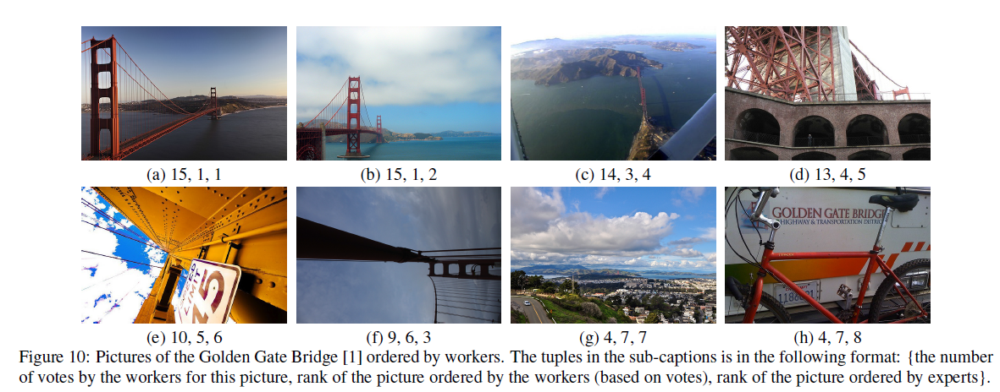 (a) 15, 1, 1
(b) 15, 1, 2
(c) 14, 3, 4
(d) 13, 4, 5
GOLDEN GATE BRIDGE
HIGHWAY & TRANSPORTATION DISTRIC
(e) 10, 5, 6
(f) 9, 6, 3
(g) 4, 7, 7
(h) 4, 7, 8
Figure 10: Pictures of the Golden Gate Bridge [1] ordered by workers. The tuples in the sub-captions is in the following format: {the number
of votes by the workers for this picture, rank of the picture ordered by the workers (based on votes), rank of the picture ordered by experts}.